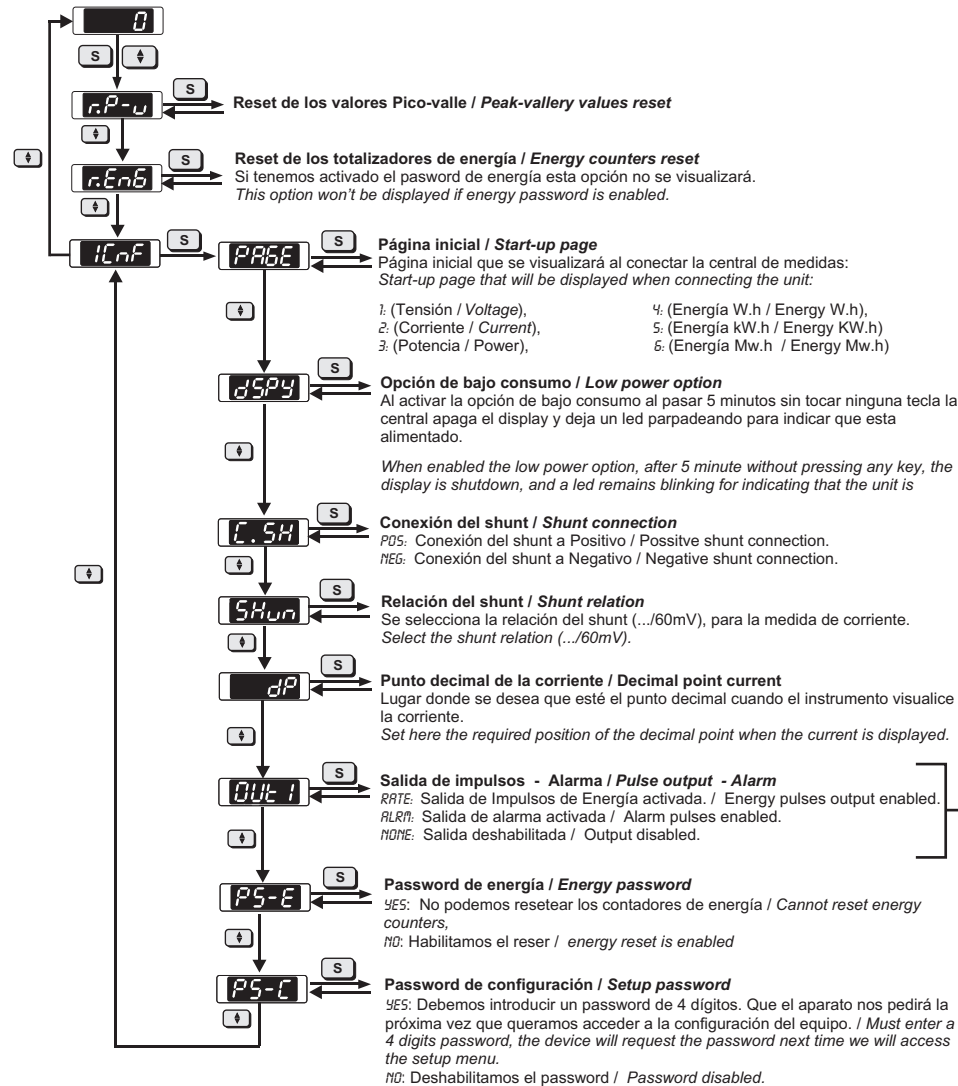 0
S
r.P-u
S
Reset de los valores Pico-valle / Peak-vallery values reset
r.EnG
S
Reset de los totalizadores de energía / Energy counters reset
Si tenemos activado el pasword de energía esta opción no se visualizará.
This option won't be displayed if energy password is enabled.
1CnF
S
PAGE
S
Página inicial / Start-up page
Página inicial que se visualizará al conectar la central de medidas:
Start-up page that will be displayed when connecting the unit:
1: (Tensión / Voltage),
2: (Corriente / Current),
3: (Potencia / Power),
4: (Energía W.h / Energy W.h),
5: (Energía kW.h / Energy KW.h)
6: (Energía Mw.h / Energy Mw.h)
dSPY
S
Opción de bajo consumo / Low power option
Al activar la opción de bajo consumo al pasar 5 minutos sin tocar ninguna tecla la
central apaga el display y deja un led parpadeando para indicar que esta
alimentado.
When enabled the low power option, after 5 minute without pressing any key, the
display is shutdown, and a led remains blinking for indicating that the unit is
C.SH
S
Conexión del shunt / Shunt connection
POS: Conexión del shunt a Positivo / Possitve shunt connection.
NEG: Conexión del shunt a Negativo / Negative shunt connection.
SHun
S
Relación del shunt / Shunt relation
Se selecciona la relación del shunt (.../60mV), para la medida de corriente.
Select the shunt relation (.../60mV).
dP
S
Punto decimal de la corriente / Decimal point current
Lugar donde se desea que esté el punto decimal cuando el instrumento visualice
la corriente.
Set here the required position of the decimal point when the current is displayed.
OUt1
S
Salida de impulsos - Alarma / Pulse output - Alarm
RATE: Salida de Impulsos de Energía activada. / Energy pulses output enabled.
ALRM: Salida de alarma activada / Alarm pulses enabled.
NONE: Salida deshabilitada / Output disabled.
PS-E
S
Password de energía / Energy password
YES: No podemos resetear los contadores de energía / Cannot reset energy
counters,
NO: Habilitamos el reser / energy reset is enabled
PS-C
S
Password de configuración / Setup password
YES: Debemos introducir un password de 4 dígitos. Que el aparato nos pedirá la
próxima vez que queramos acceder a la configuración del equipo. / Must enter a
4 digits password, the device will request the password next time we will access
the setup menu.
NO: Deshabilitamos el password / Password disabled.